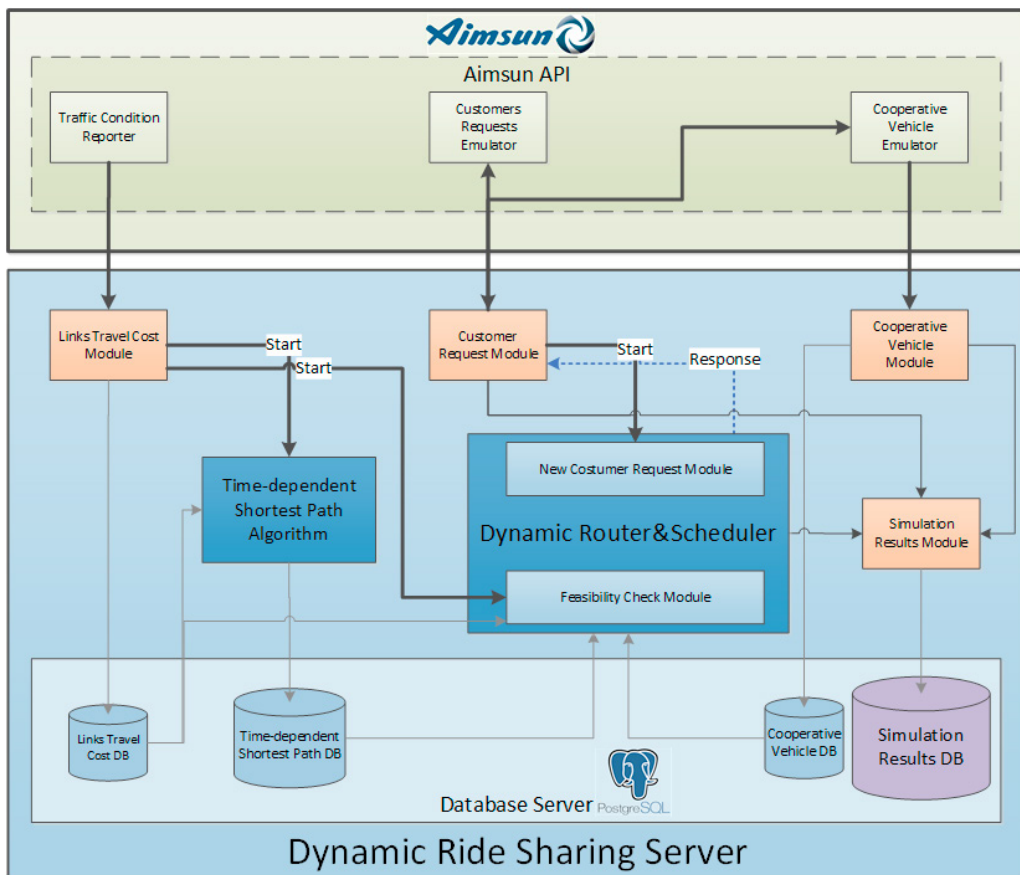 Aimsun
Aimsun API
Traffic Condition
Reporter
Customers
Requests
Emulator
Cooperative
Vehicle
Emulator
Links Travel Cost
Module
Start
Start
Customer
Request Module
Start
Response
Cooperative
Vehicle
Module
New Costumer Request Module
Time-dependent
Shortest Path
Algorithm
Dynamic Router&Scheduler
Simulation
Results Module
Feasibility Check Module
Links Travel
Cost DB
Time-dependent
Shortest Path DB
Cooperative
Vehicle DB
Simulation
Results DB
Database Server
PostgreSQL
Dynamic Ride Sharing Server